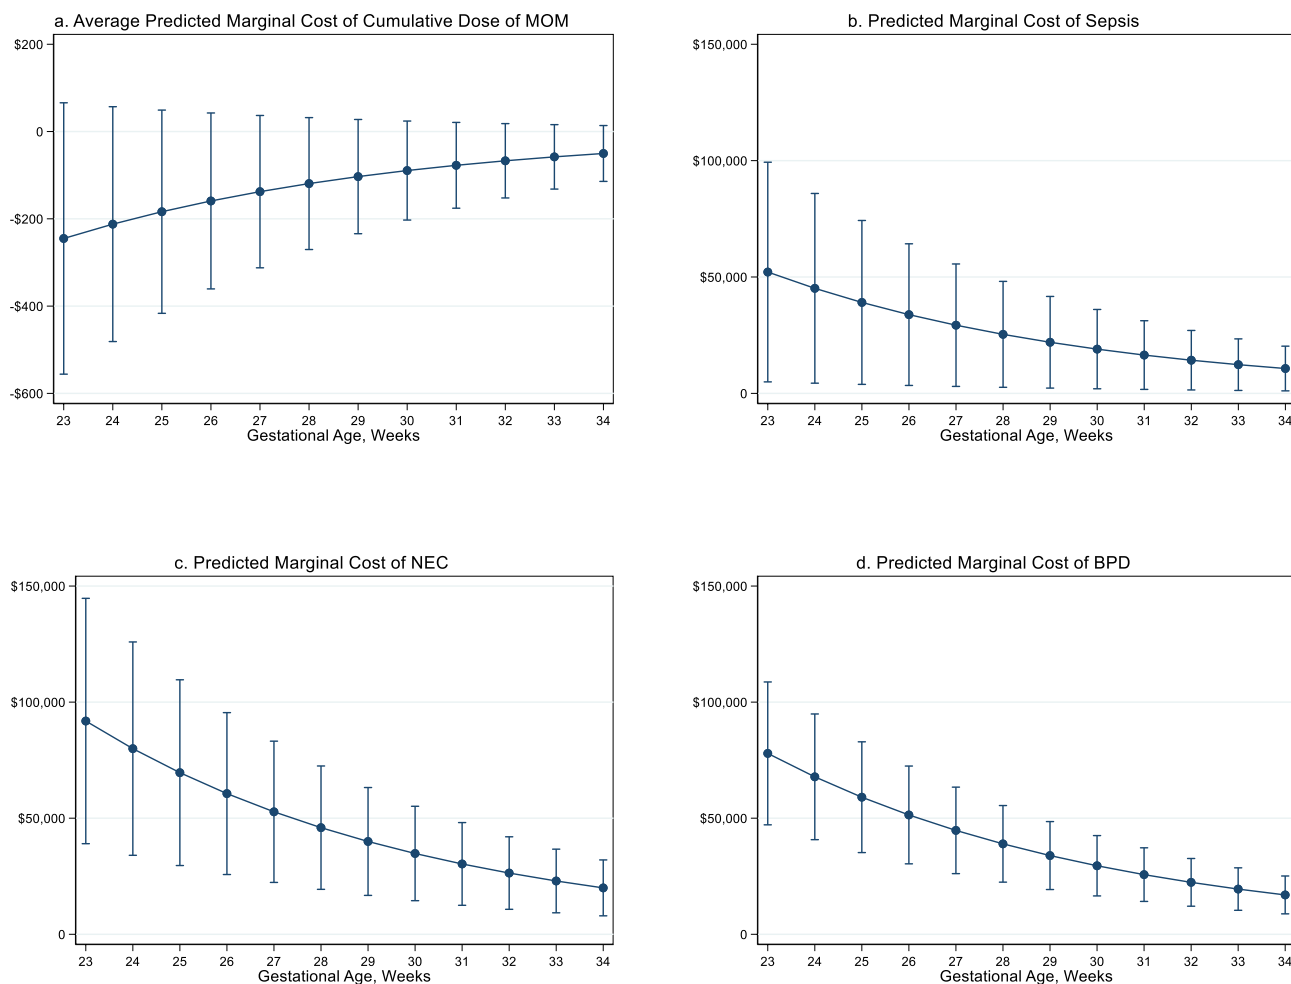 a. Average Predicted Marginal Cost of Cumulative Dose of MOM
$200
0
-$200
-$400
-$600
23 24 25 26 27 28 29 30 31 32 33 34
Gestational Age, Weeks
b. Predicted Marginal Cost of Sepsis
$150,000
$100,000
$50,000
0
23 24 25 26 27 28 29 30 31 32 33 34
Gestational Age, Weeks
c. Predicted Marginal Cost of NEC
$150,000
$100,000
$50,000
0
23 24 25 26 27 28 29 30 31 32 33 34
Gestational Age, Weeks
d. Predicted Marginal Cost of BPD
$150,000
$100,000
$50,000
0
23 24 25 26 27 28 29 30 31 32 33 34
Gestational Age, Weeks